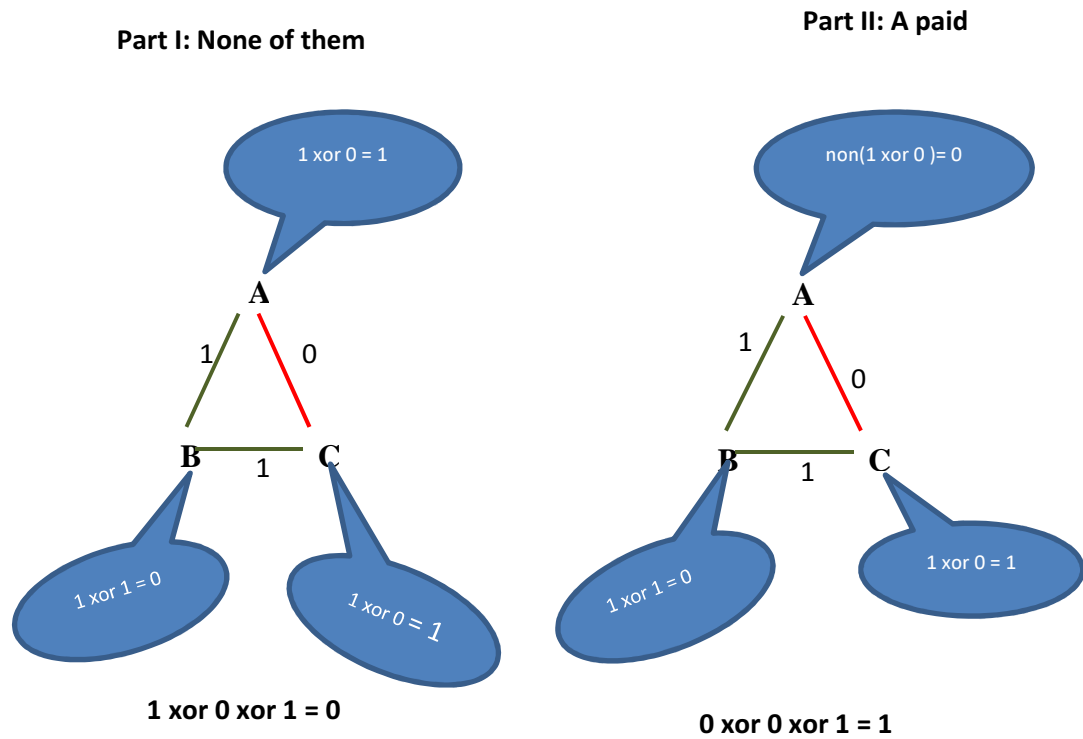 Part I: None of them
1 xor 0 = 1
A
1
0
B
1
C
1 xor 1 = 0
1 xor 0 = 1
1 xor 0 xor 1 = 0
Part II: A paid
non(1 xor 0 )= 0
A
1
0
B
1
C
1 xor 1 = 0
1 xor 0 = 1
0 xor 0 xor 1 = 1